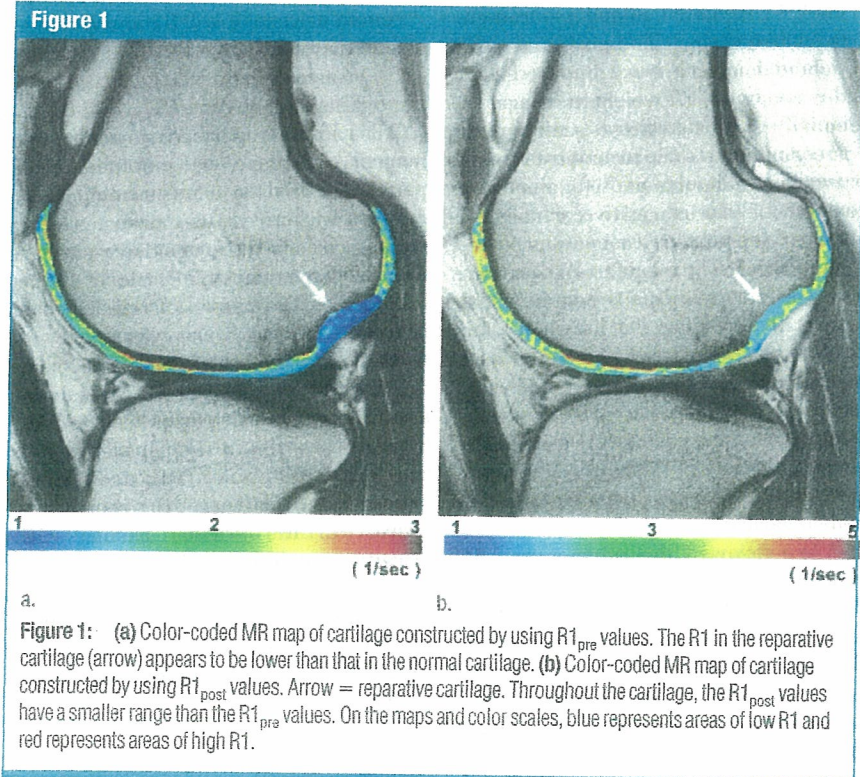 Figure 1
1 2 3
( 1/sec )
1 3 5
( 1/sec )
a. b.
Figure 1: (a) Color-coded MR map of cartilage constructed by using R1pre values. The R1 in the reparative
cartilage (arrow) appears to be lower than that in the normal cartilage. (b) Color-coded MR map of cartilage
constructed by using R1post values. Arrow = reparative cartilage. Throughout the cartilage, the R1post values
have a smaller range than the R1pre values. On the maps and color scales, blue represents areas of low R1 and
red represents areas of high R1.